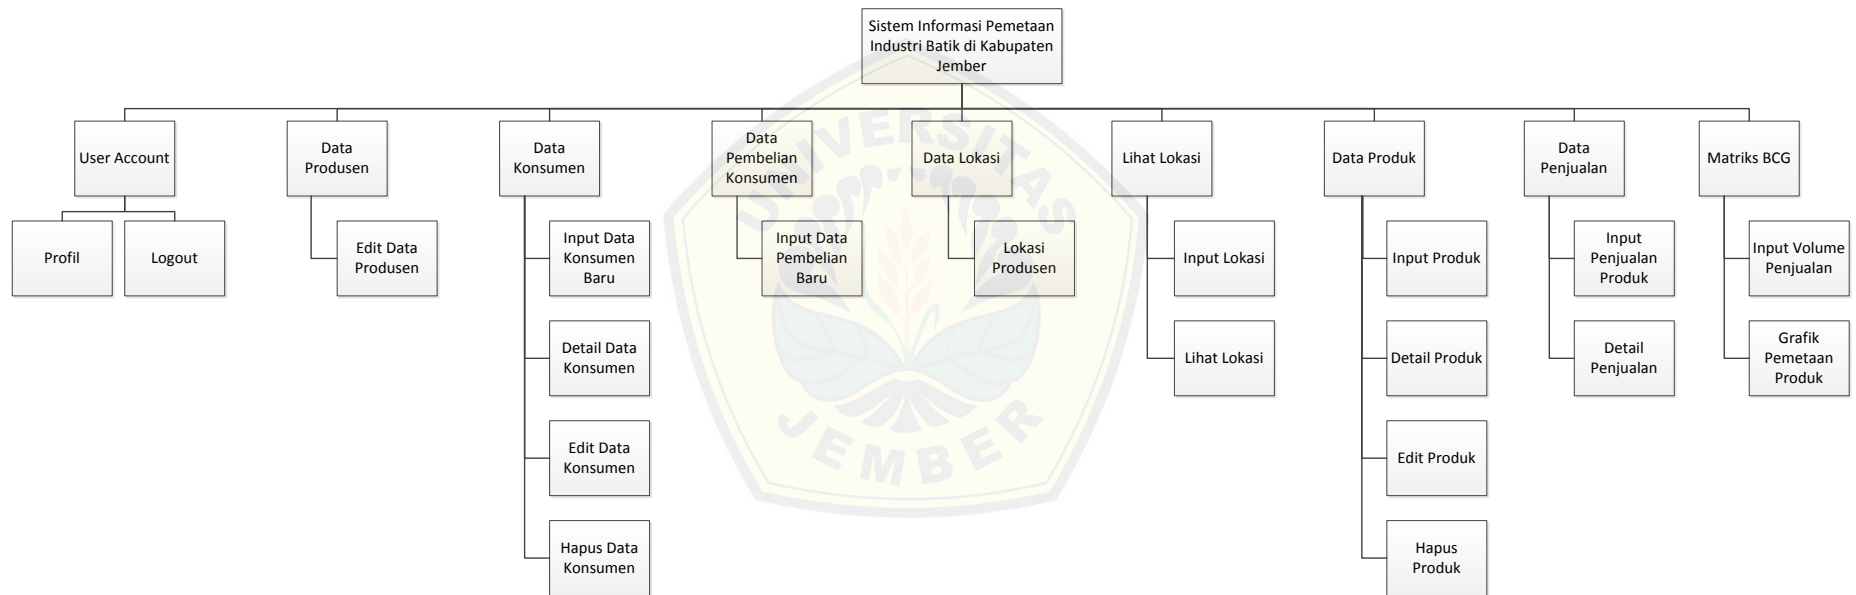 Sistem Informasi Pemetaan
Industri Batik di Kabupaten
Jember
User Account
Data
Produsen
Data
Konsumen
Data
Pembelian
Konsumen
Data Lokasi
Lihat Lokasi
Data Produk
Data
Penjualan
Matriks BCG
Profil
Logout
Edit Data
Produsen
Input Data
Konsumen
Baru
Input Data
Pembelian
Baru
Lokasi
Produsen
Input Lokasi
Input Produk
Input
Penjualan
Produk
Input Volume
Penjualan
Detail Data
Konsumen
Lihat Lokasi
Detail Produk
Detail
Penjualan
Grafik
Pemetaan
Produk
Edit Data
Konsumen
Edit Produk
Hapus Data
Konsumen
Hapus
Produk
UNIVERSITAS
JEMBER